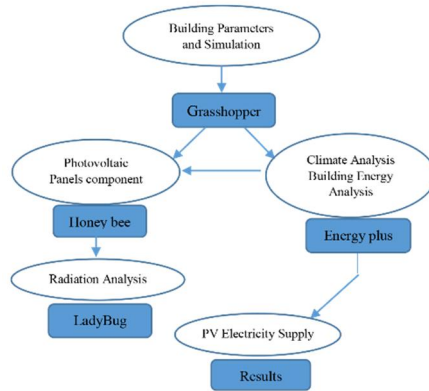 Building Parameters
and Simulation
Grasshopper
Photovoltaic
Panels component
Honey bee
Climate Analysis
Building Energy
Analysis
Energy plus
Radiation Analysis
LadyBug
PV Electricity Supply
Results